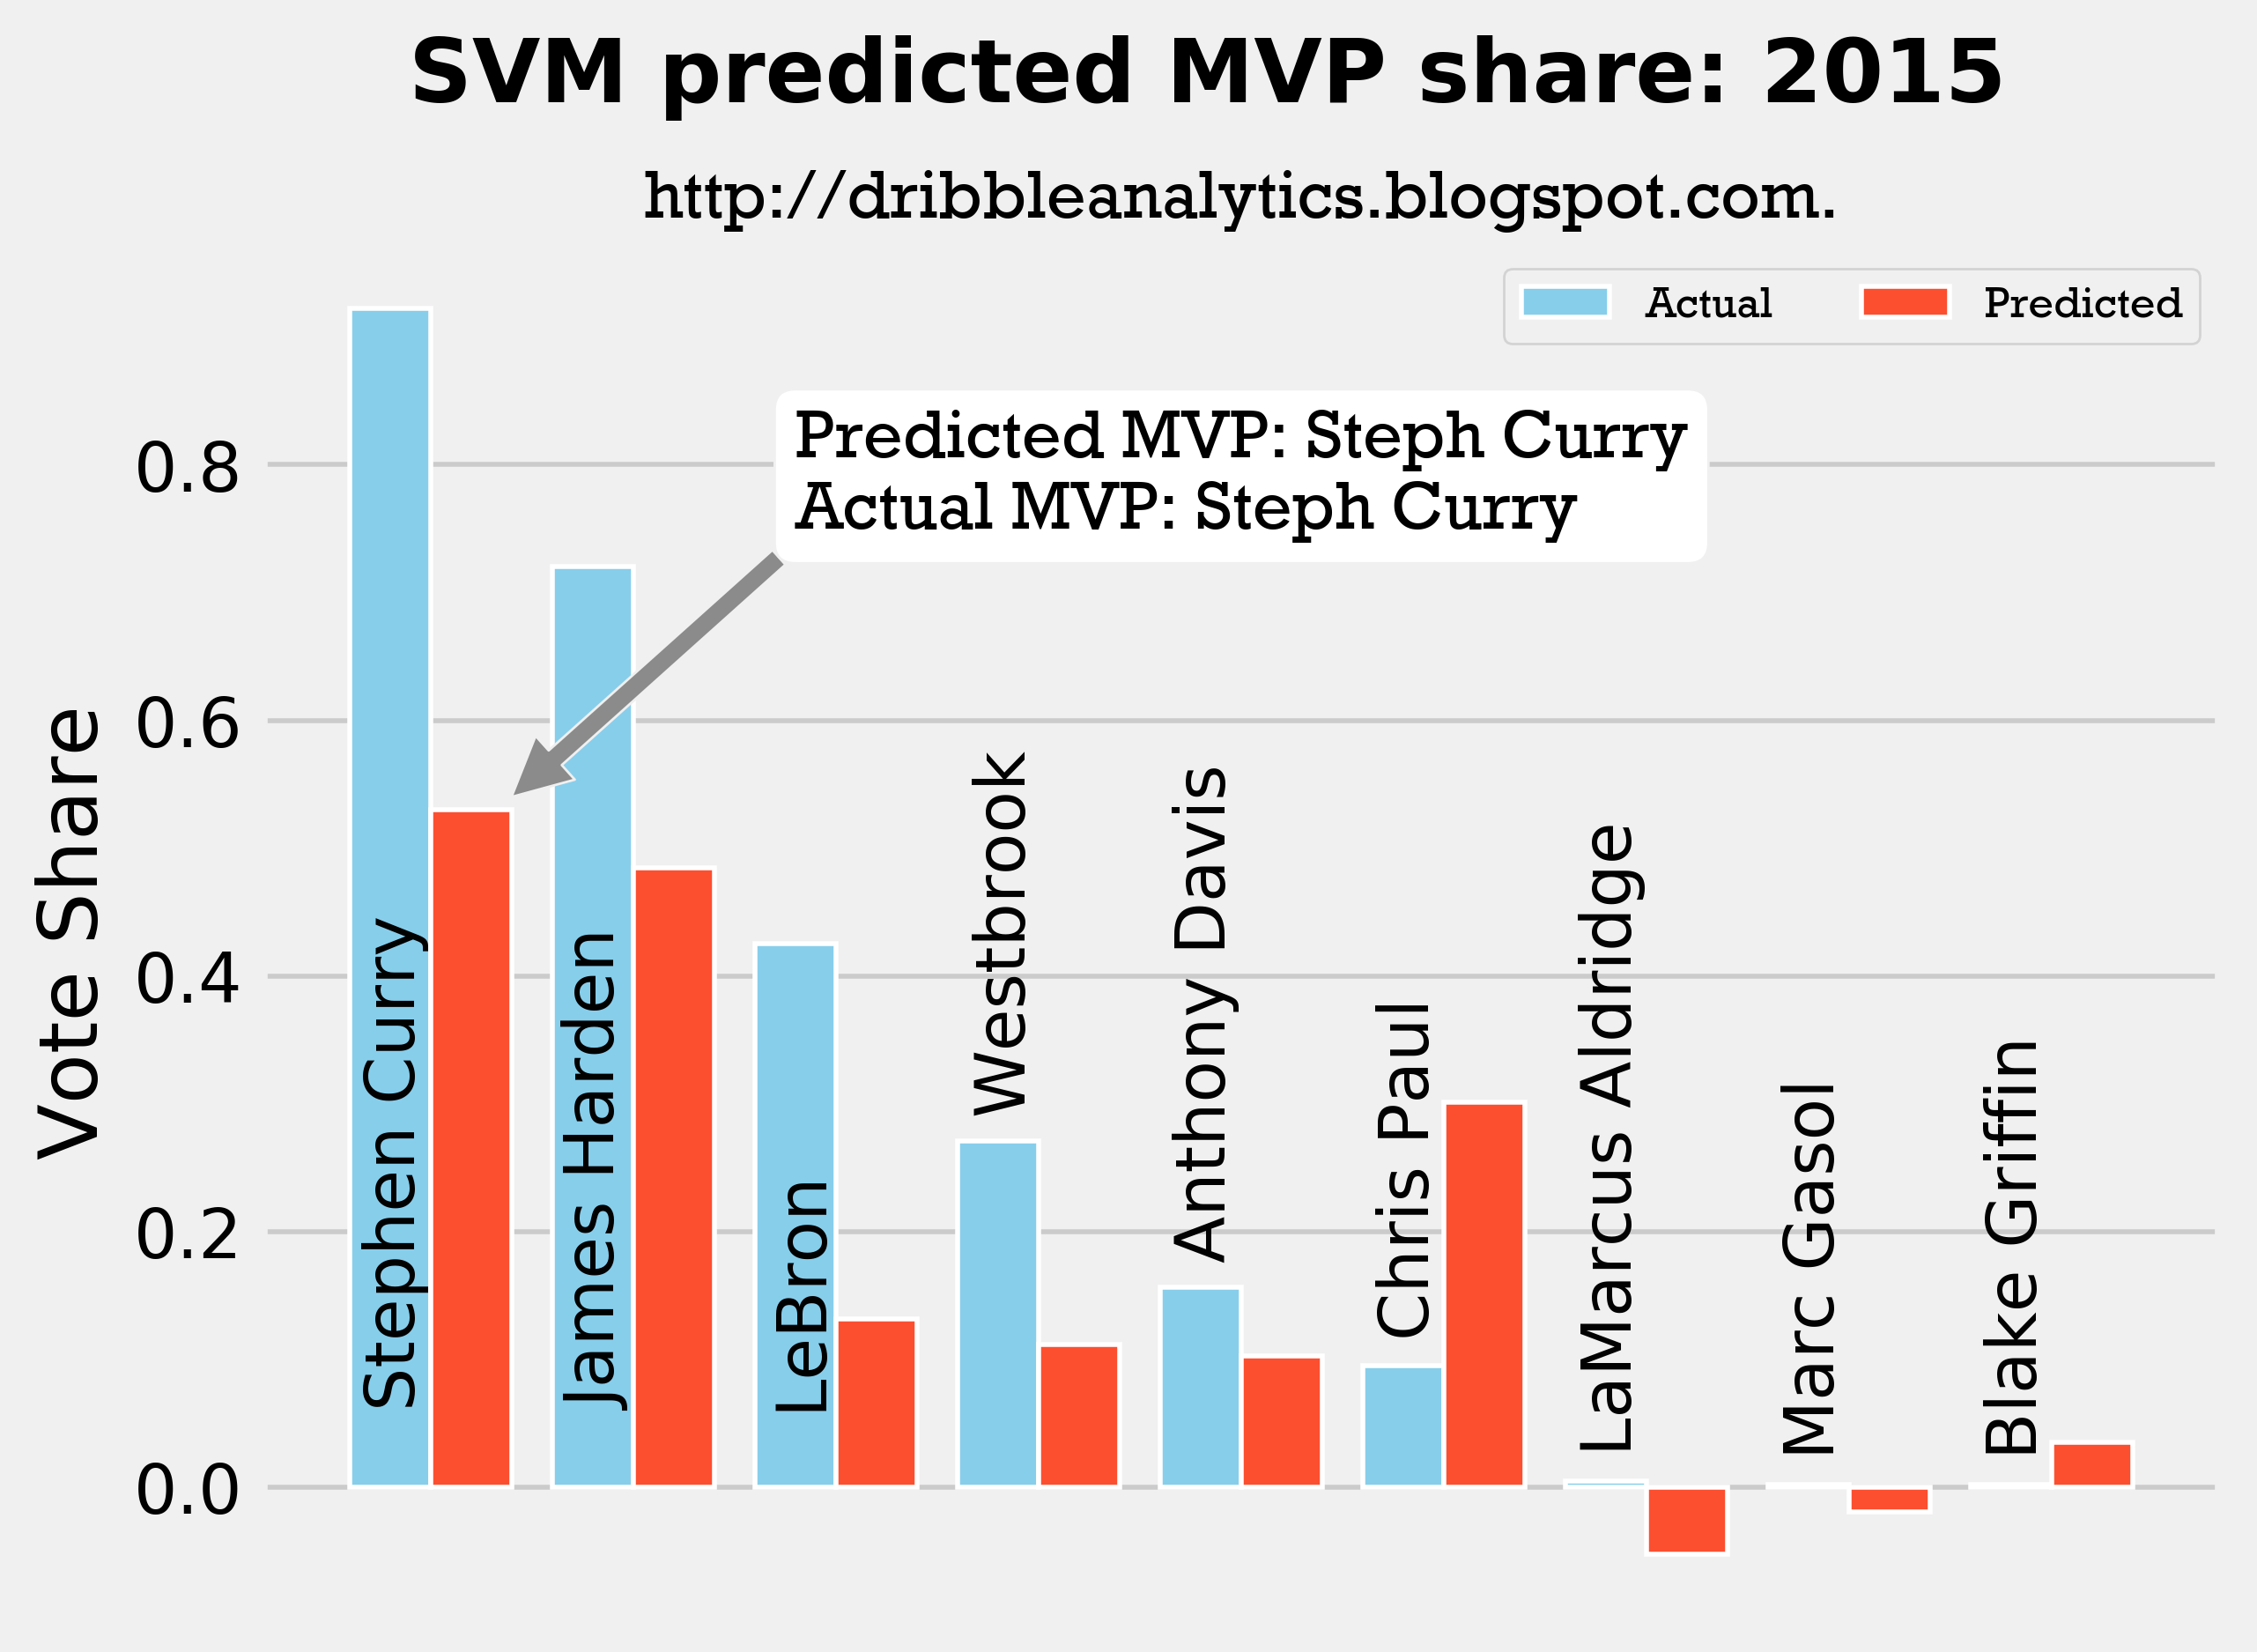 SVM predicted MVP share: 2015
http://dribbleanalytics.blogspot.com.
Actual
Predicted
Predicted MVP: Steph Curry
Actual MVP: Steph Curry
Vote Share
0.8
0.6
0.4
0.2
0.0
Stephen Curry
James Harden
LeBron
Westbrook
Anthony Davis
Chris Paul
LaMarcus Aldridge
Marc Gasol
Blake Griffin